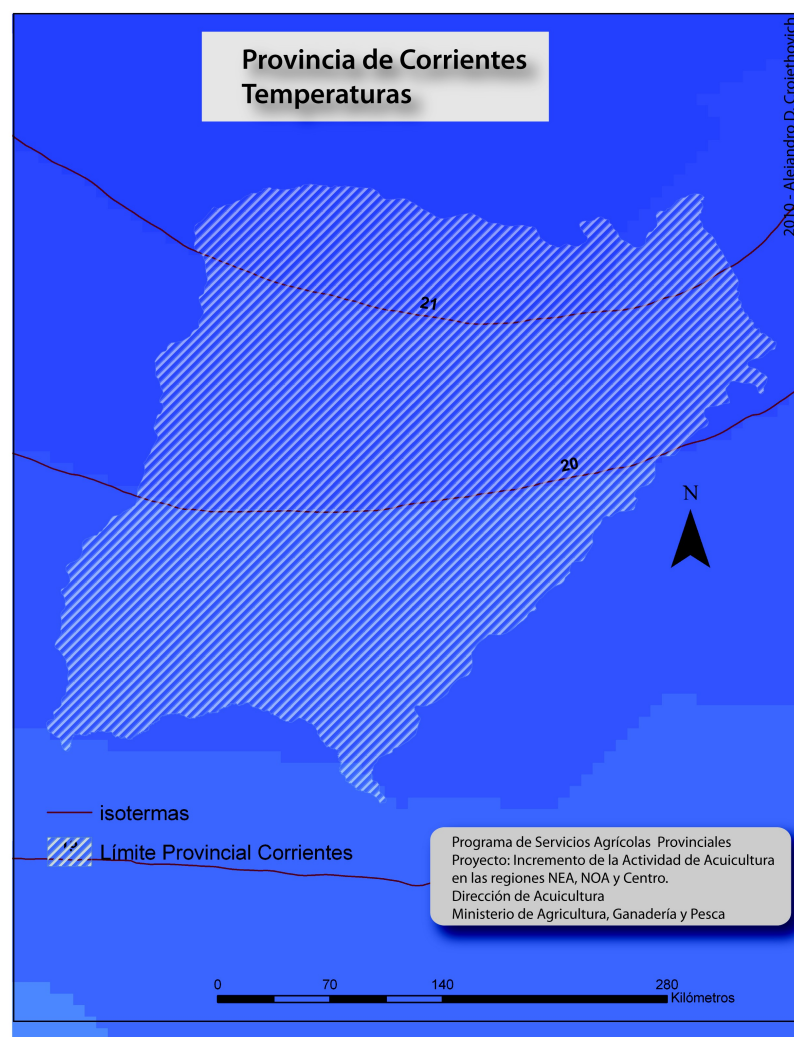 Provincia de Corrientes
Temperaturas
2010 - Alejandro D. Crojethovich
21
20
N
isotermas
Límite Provincial Corrientes
Programa de Servicios Agrícolas Provinciales
Proyecto: Incremento de la Actividad de Acuicultura
en las regiones NEA, NOA y Centro.
Dirección de Acuicultura
Ministerio de Agricultura, Ganadería y Pesca
0 70 140 280
Kilómetros